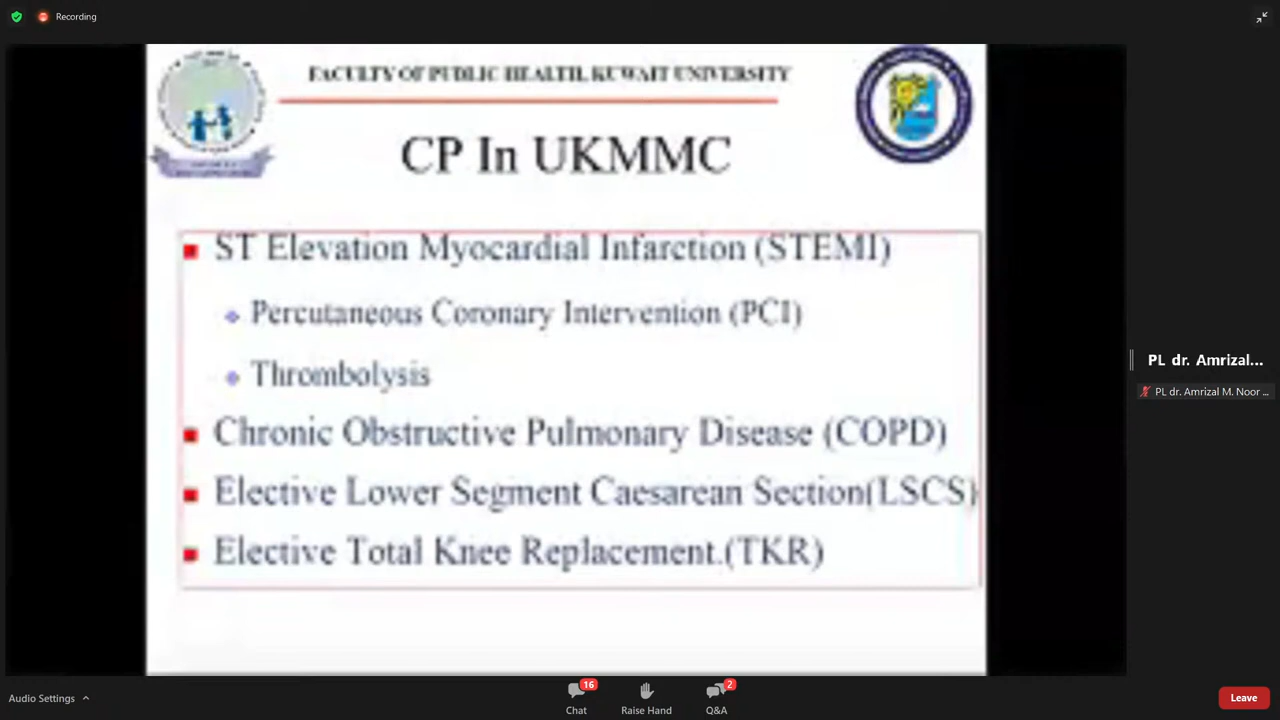 Recording
FACULTY OF PUBLIC HEALTH, KUWAIT UNIVERSITY
CP In UKMMC
ST Elevation Myocardial Infarction (STEMI)
Percutaneous Coronary Intervention (PCI)
Thrombolysis
Chronic Obstructive Pulmonary Disease (COPD)
Elective Lower Segment Caesarean Section(LSCS)
Elective Total Knee Replacement.(TKR)
PL dr. Amrizal...
PL dr. Amrizal M. Noor ...
Audio Settings
16
Chat
Raise Hand
2
Q&A
Leave